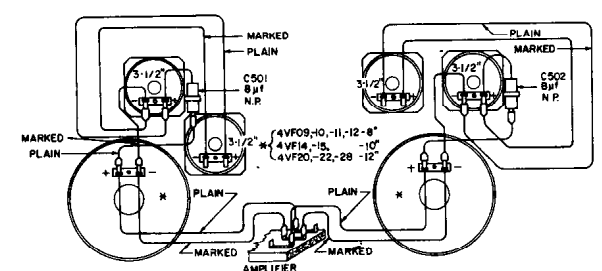 MARKED
PLAIN
3-1/2"
C501
8µf
N.P.
3-1/2"
MARKED
PLAIN
+ -
*
* { 4VF09,-10,-11,-12-8"
4VF14,-15, -10"
4VF20,-22,-28 -12"
PLAIN
MARKED
AMPLIFIER
PLAIN
MARKED
3-1/2"
3-1/2"
C502
8µf
N.P.
+ -
*
PLAIN
MARKED